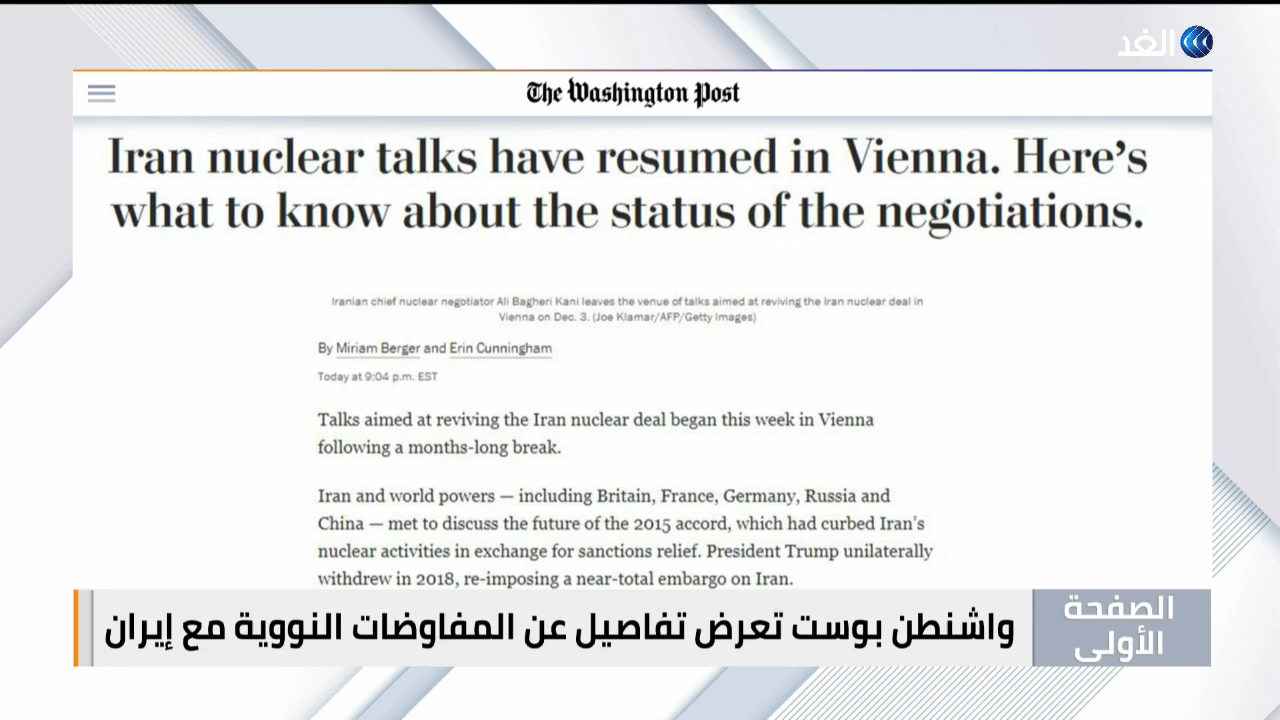 الغد
The Washington Post
Iran nuclear talks have resumed in Vienna. Here’s
what to know about the status of the negotiations.
Iranian chief nuclear negotiator Ali Bagheri Kani leaves the venue of talks aimed at reviving the Iran nuclear deal in
Vienna on Dec. 3. (Joe Klamar/AFP/Getty Images)
By Miriam Berger and Erin Cunningham
Today at 9:04 p.m. EST
Talks aimed at reviving the Iran nuclear deal began this week in Vienna
following a months-long break.
Iran and world powers — including Britain, France, Germany, Russia and
China — met to discuss the future of the 2015 accord, which had curbed Iran’s
nuclear activities in exchange for sanctions relief. President Trump unilaterally
withdrew in 2018, re-imposing a near-total embargo on Iran.
الصفحة
الأولى
واشنطن بوست تعرض تفاصيل عن المفاوضات النووية مع إيران